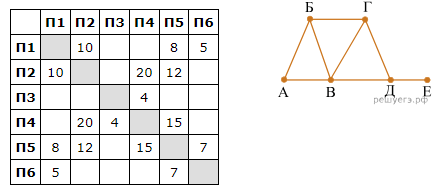 П1 П2 П3 П4 П5 П6
П1 10 8 5
П2 10 20 12
П3 4
П4 20 4 15
П5 8 12 15 7
П6 5 7
Б Г
А В Д Е
решуегэ.рф